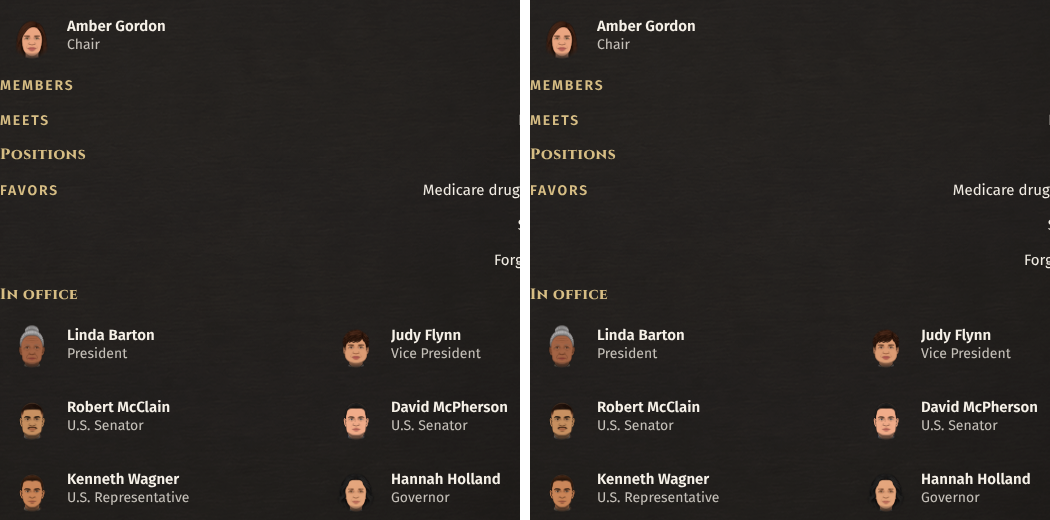 Amber Gordon
Chair
MEMBERS
MEETS
POSITIONS
FAVORS Medicare drug
In office
Linda Barton
President
Judy Flynn
Vice President
Robert McClain
U.S. Senator
David McPherson
U.S. Senator
Kenneth Wagner
U.S. Representative
Hannah Holland
Governor
Amber Gordon
Chair
MEMBERS
MEETS
POSITIONS
FAVORS Medicare drug
In office
Linda Barton
President
Judy Flynn
Vice President
Robert McClain
U.S. Senator
David McPherson
U.S. Senator
Kenneth Wagner
U.S. Representative
Hannah Holland
Governor